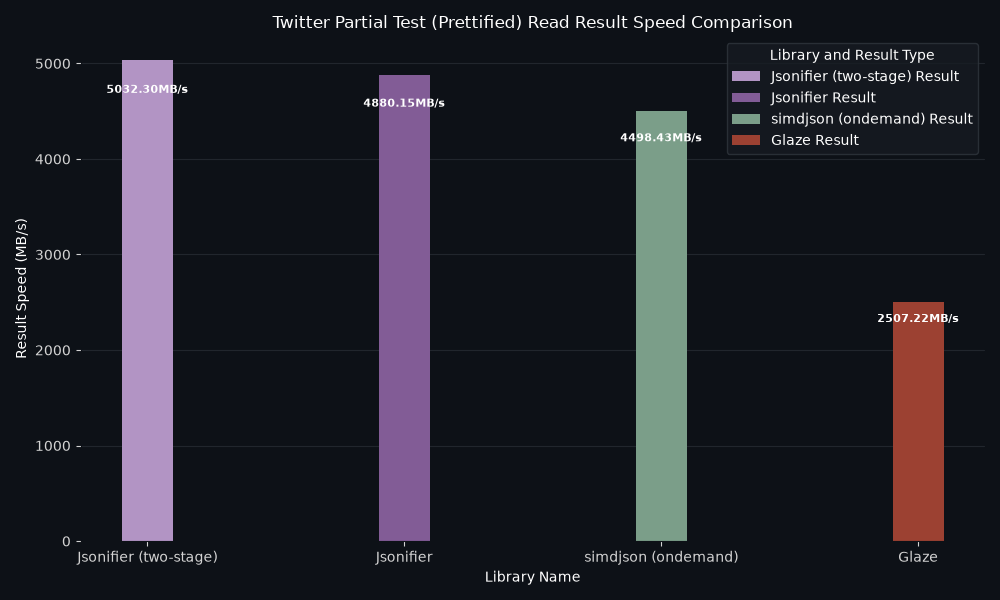 Twitter Partial Test (Prettified) Read Result Speed Comparison
Library and Result Type
Jsonifier (two-stage) Result
Jsonifier Result
simdjson (ondemand) Result
Glaze Result
Result Speed (MB/s)
5000
4000
3000
2000
1000
0
5032.30MB/s
4880.15MB/s
4498.43MB/s
2507.22MB/s
Jsonifier (two-stage)
Jsonifier
simdjson (ondemand)
Glaze
Library Name